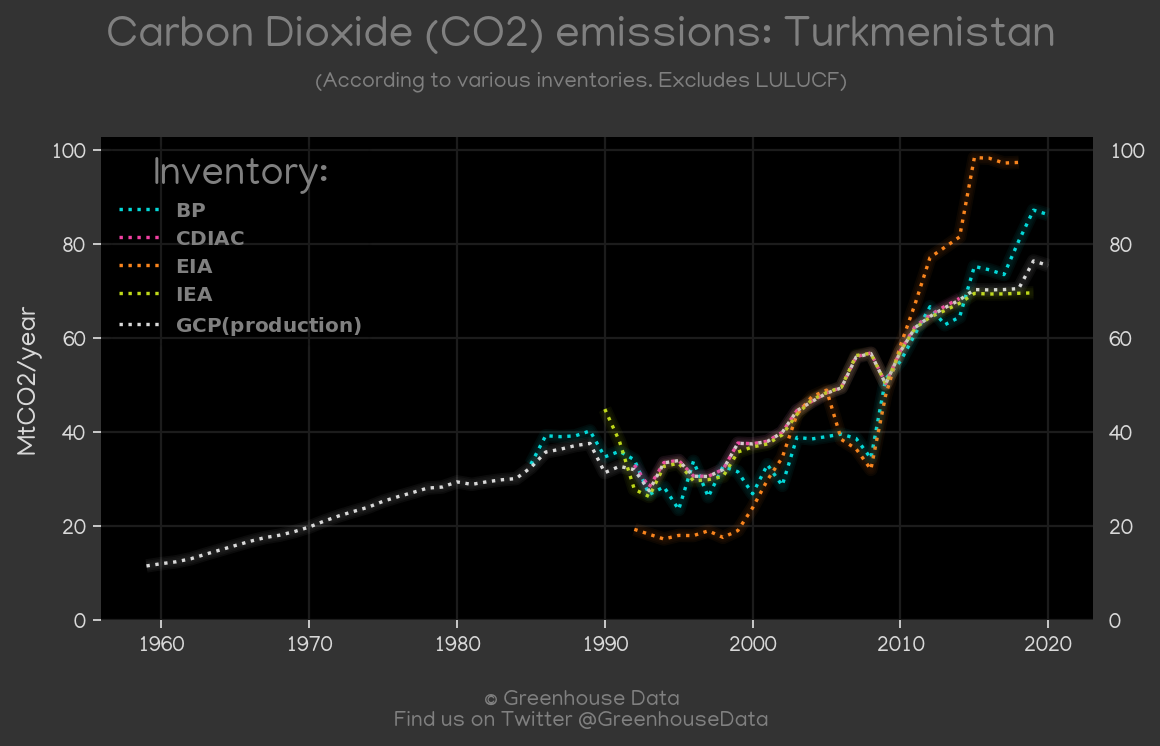 Carbon Dioxide (CO2) emissions: Turkmenistan
(According to various inventories. Excludes LULUCF)
MtCO2/year
100
80
60
40
20
0
Inventory:
BP
CDIAC
EIA
IEA
GCP(production)
100
80
60
40
20
0
1960 1970 1980 1990 2000 2010 2020
© Greenhouse Data
Find us on Twitter @GreenhouseData